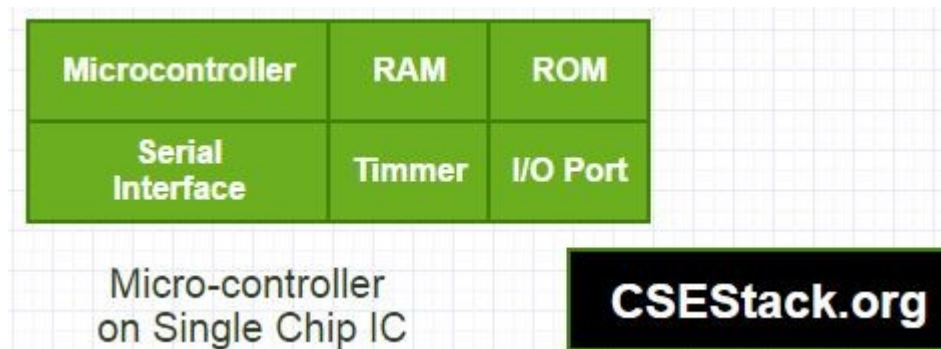 Microcontroller RAM ROM
Serial
Interface Timmer I/O Port
Micro-controller
on Single Chip IC
CSEStack.org